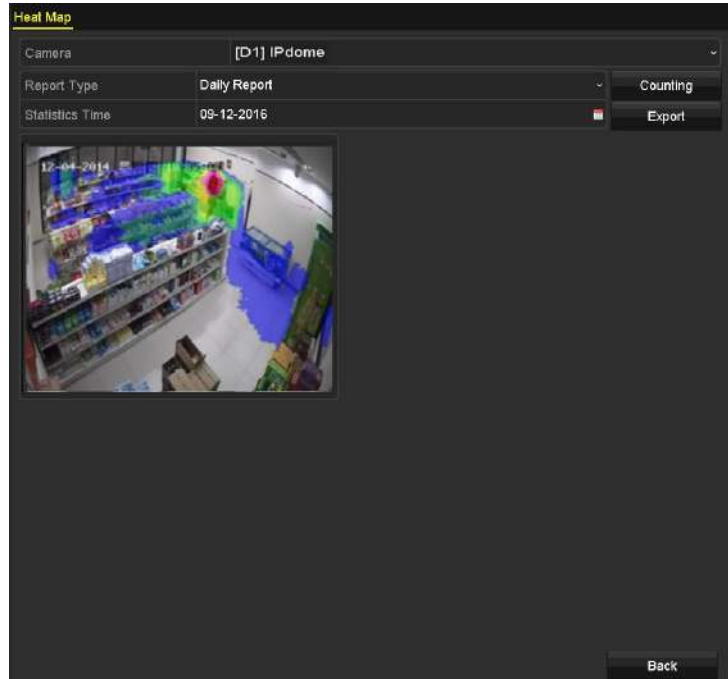 Heat Map
Camera [D1] IPdome
Report Type Daily Report
Counting
Statistics Time 09-12-2016
Export
12-04-2014
Back